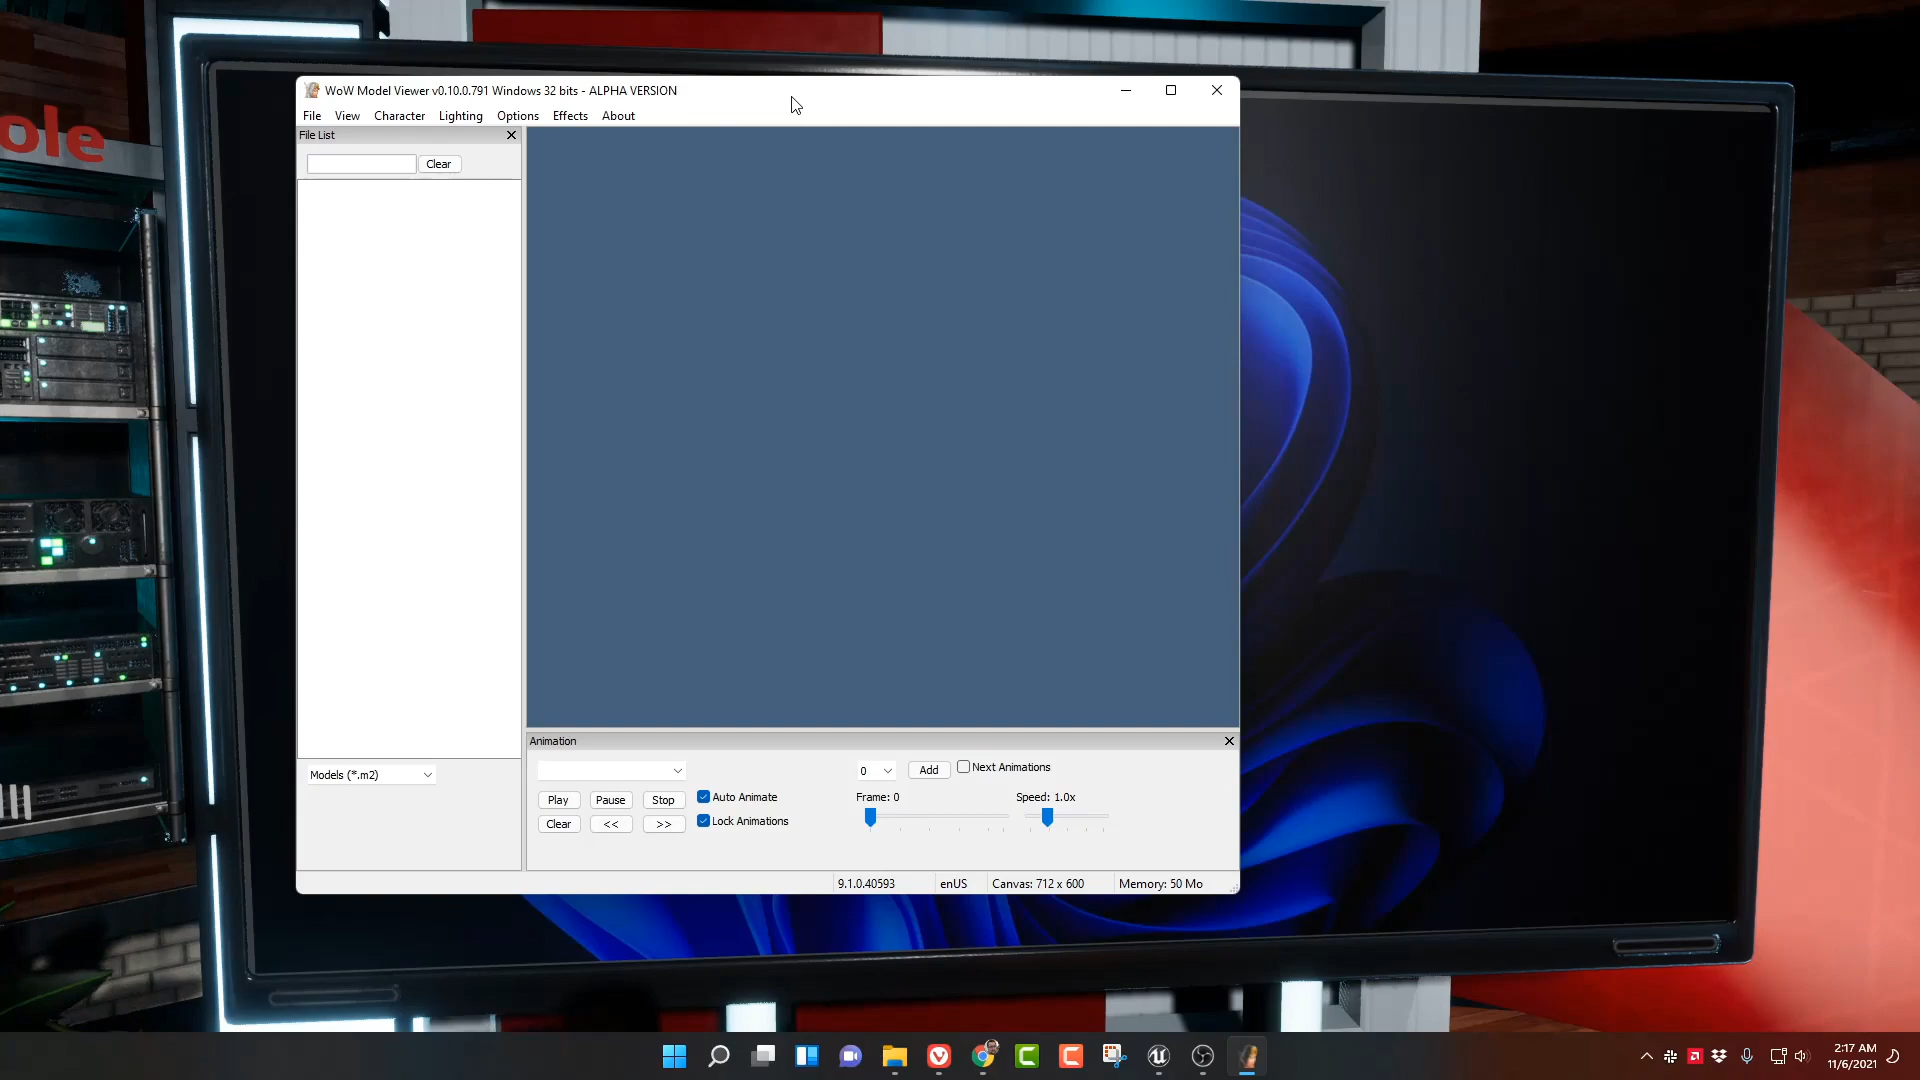 ole
WoW Model Viewer v0.10.0.791 Windows 32 bits - ALPHA VERSION
File View Character Lighting Options Effects About
File List
Clear
Models (*.m2)
Animation
0 Add Next Animations
Play Pause Stop Auto Animate Frame: 0 Speed: 1.0x
Clear << >> Lock Animations
9.1.0.40593 enUS Canvas: 712 x 600 Memory: 50 Mo
2:17 AM
11/6/2021